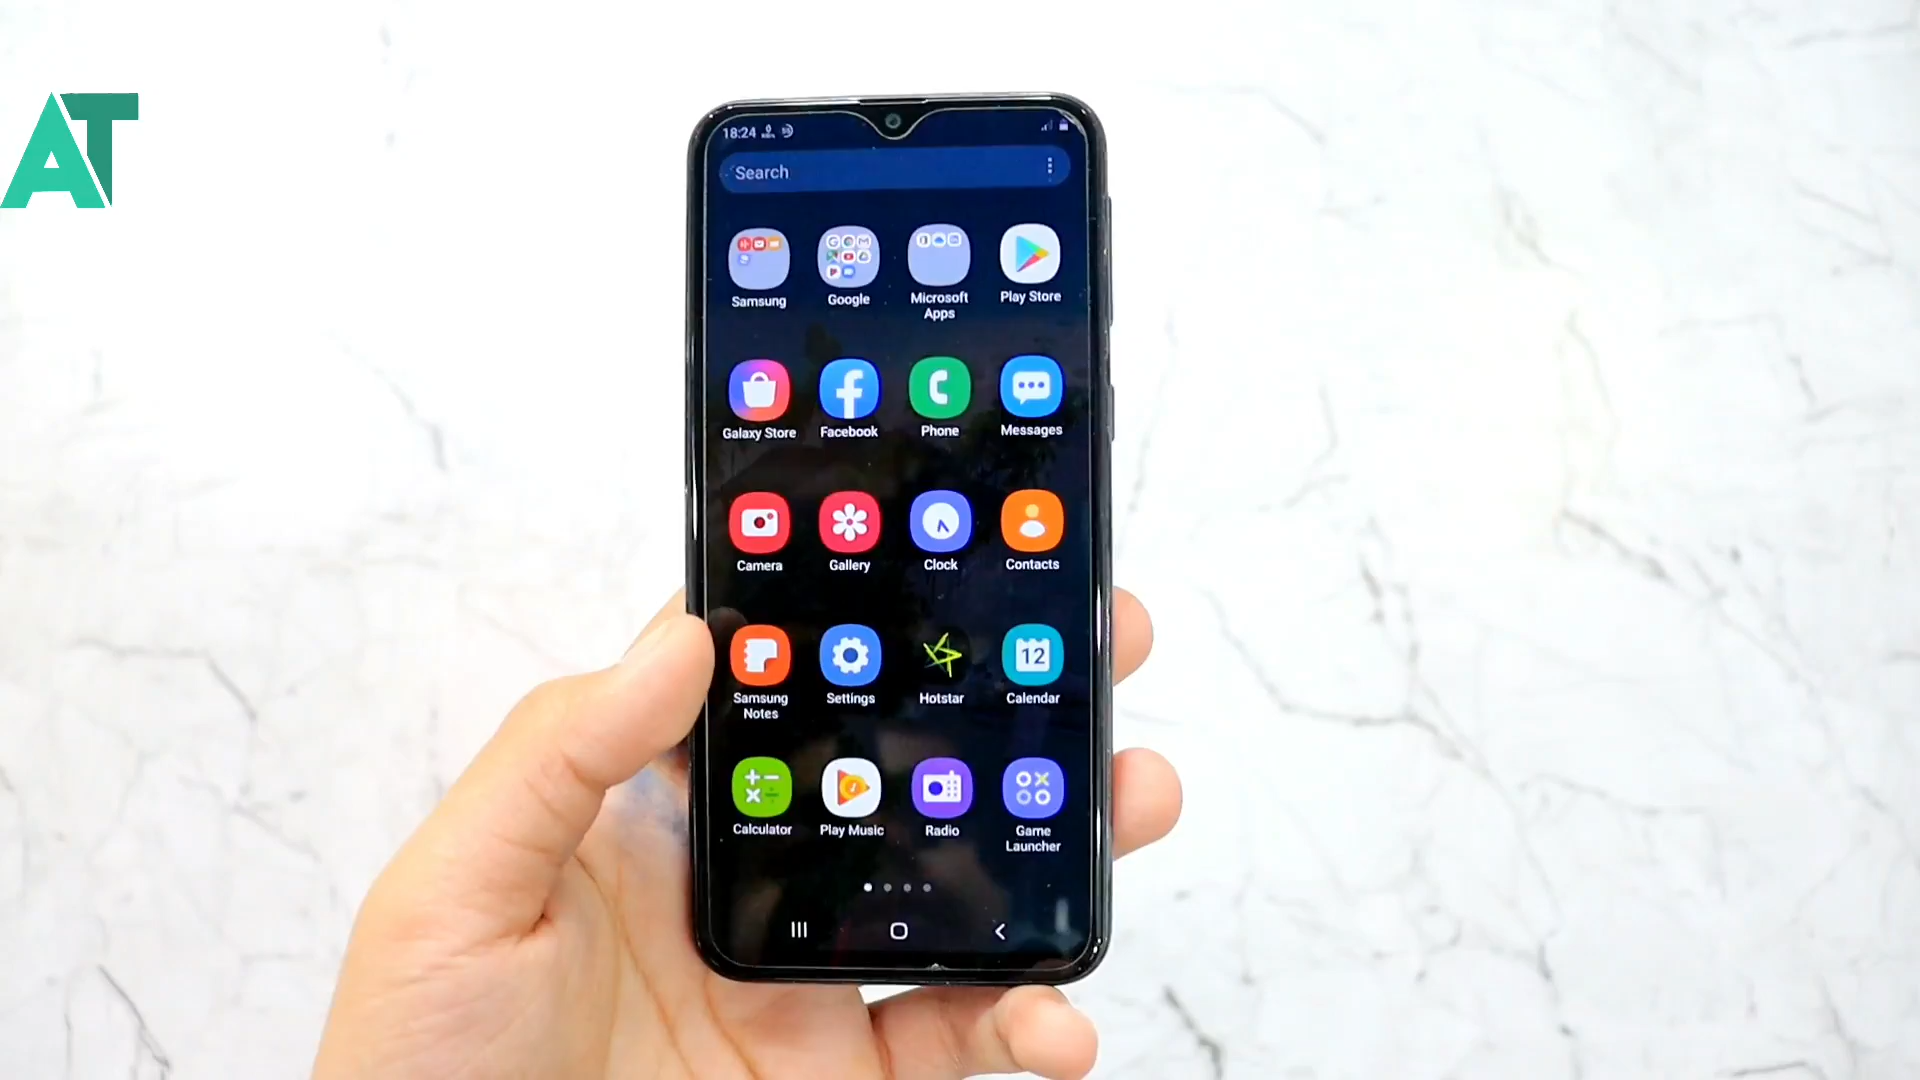 AT
18:24
Search
Samsung
Google
Microsoft Apps
Play Store
Galaxy Store
Facebook
Phone
Messages
Camera
Gallery
Clock
Contacts
Samsung Notes
Settings
Hotstar
12
Calendar
Calculator
Play Music
Radio
Game Launcher